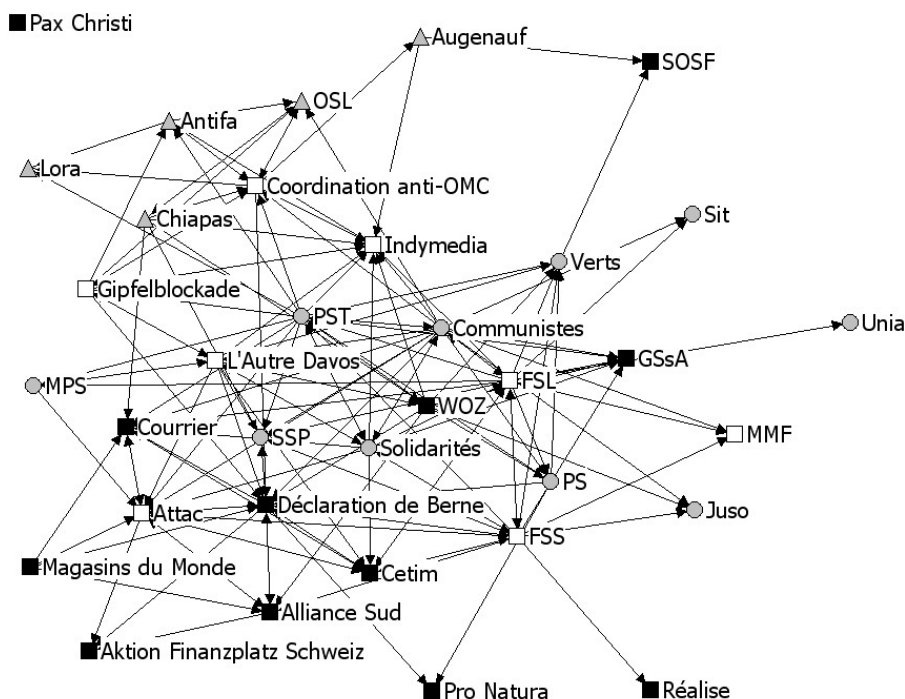 Pax Christi
Augenauf
SOSF
OSL
Antifa
Lora
Coordination anti-OMC
Chiapas
Sit
Indymedia
Verts
Gipfelblockade
PST
Communistes
Unia
L'Autre Davos
GSsA
MPS
FSL
WOZ
Courrier
SSP
Solidarités
MMF
PS
Déclaration de Berne
Attac
Juso
FSS
Magasins du Monde
Cetim
Alliance Sud
Aktion Finanzplatz Schweiz
Pro Natura
Réalise